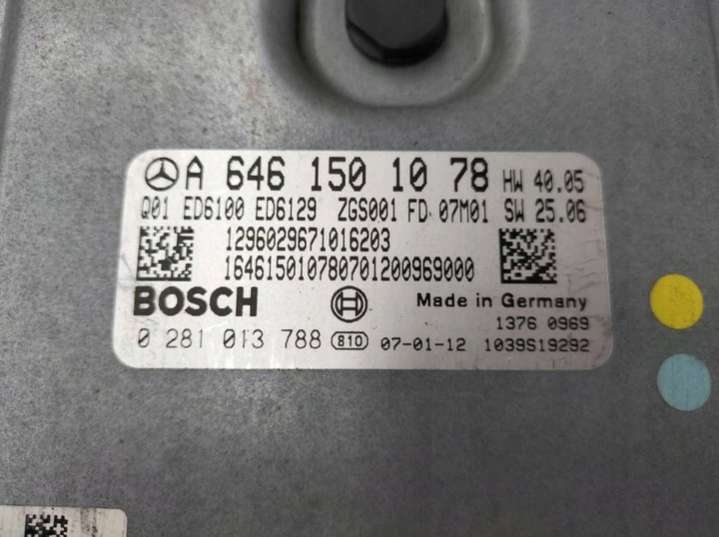 A 646 150 10 78 HW 40.05
Q01 ED6100 ED6129 ZGS001 FD 07M01 SW 25.06
1296029671016203
164615010780701200969000
BOSCH Made in Germany
1376 0969
0 281 013 788 810 07-01-12 1039S19292